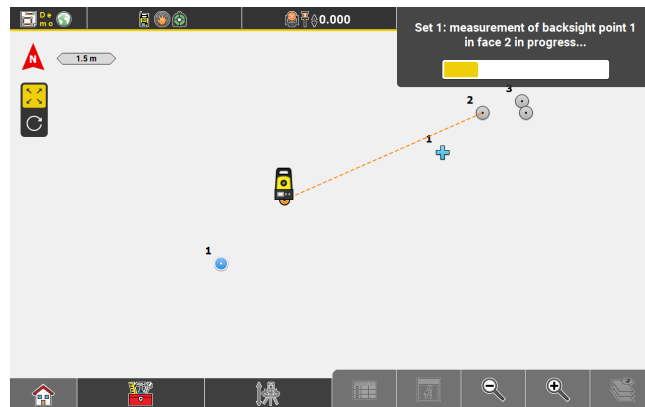 De
mo
0.000
Set 1: measurement of backsight point 1
in face 2 in progress...
N
1.5 m
3
2
1
1